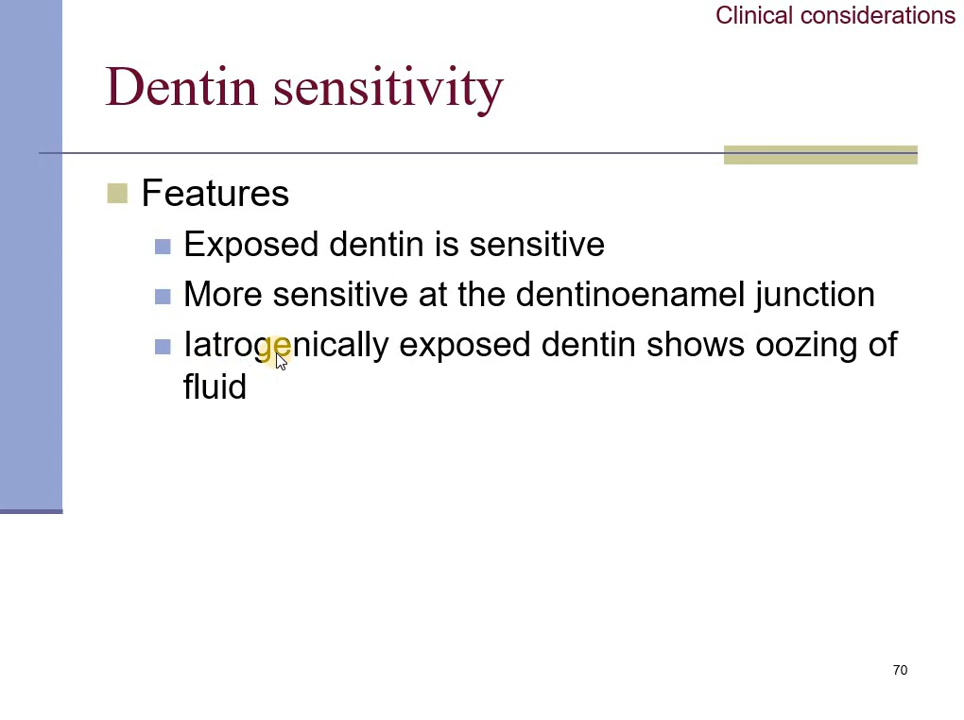 Clinical considerations
Dentin sensitivity
Features
Exposed dentin is sensitive
More sensitive at the dentinoenamel junction
Iatrogenically exposed dentin shows oozing of
fluid
70